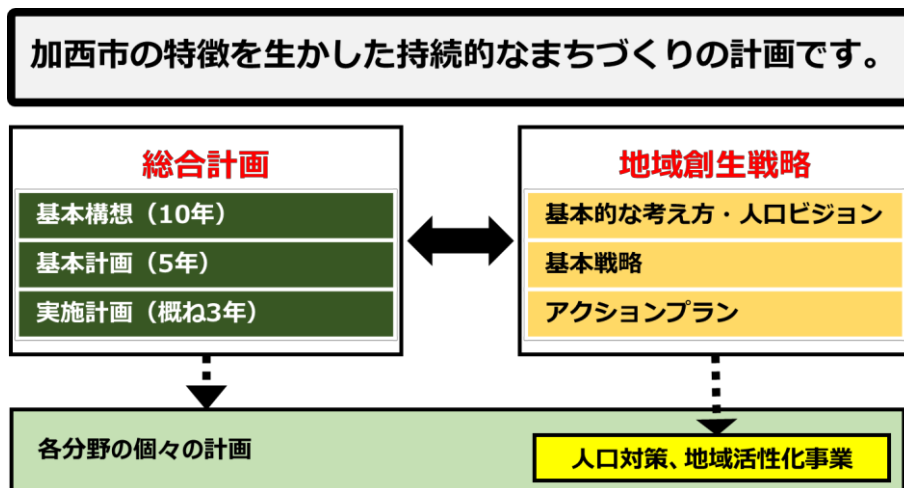 加西市の特徴を生かした持続的なまちづくりの計画です。
総合計画
基本構想（10年）
基本計画（5年）
実施計画（概ね3年）
地域創生戦略
基本的な考え方・人口ビジョン
基本戦略
アクションプラン
各分野の個々の計画
人口対策、地域活性化事業